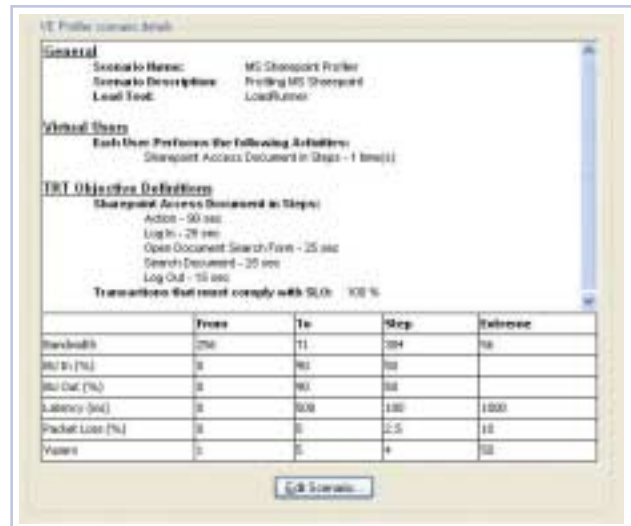 VE Profiler scenario details
General
Scenario Name: MS Sharepoint Profiler
Scenario Description: Profiling MS Sharepoint
Load Tool: LoadRunner
Virtual Users
Each User Performs the following Activities:
Sharepoint Access Document in Steps - 1 time(s)
TRT Objective Definitions
Sharepoint Access Document in Steps:
Action - 90 sec
Log In - 29 sec
Open Document Search Form - 25 sec
Search Document - 26 sec
Log Out - 15 sec
Transactions that must comply with SLO: 100 %
From To Step Extreme
Bandwidth 256 T1 384 56
BU In (%) 0 90 50
BU Out (%) 0 90 50
Latency (ms) 0 500 100 1000
Packet Loss (%) 0 5 2.5 10
Vusers 1 5 4 50
Edit Scenario...